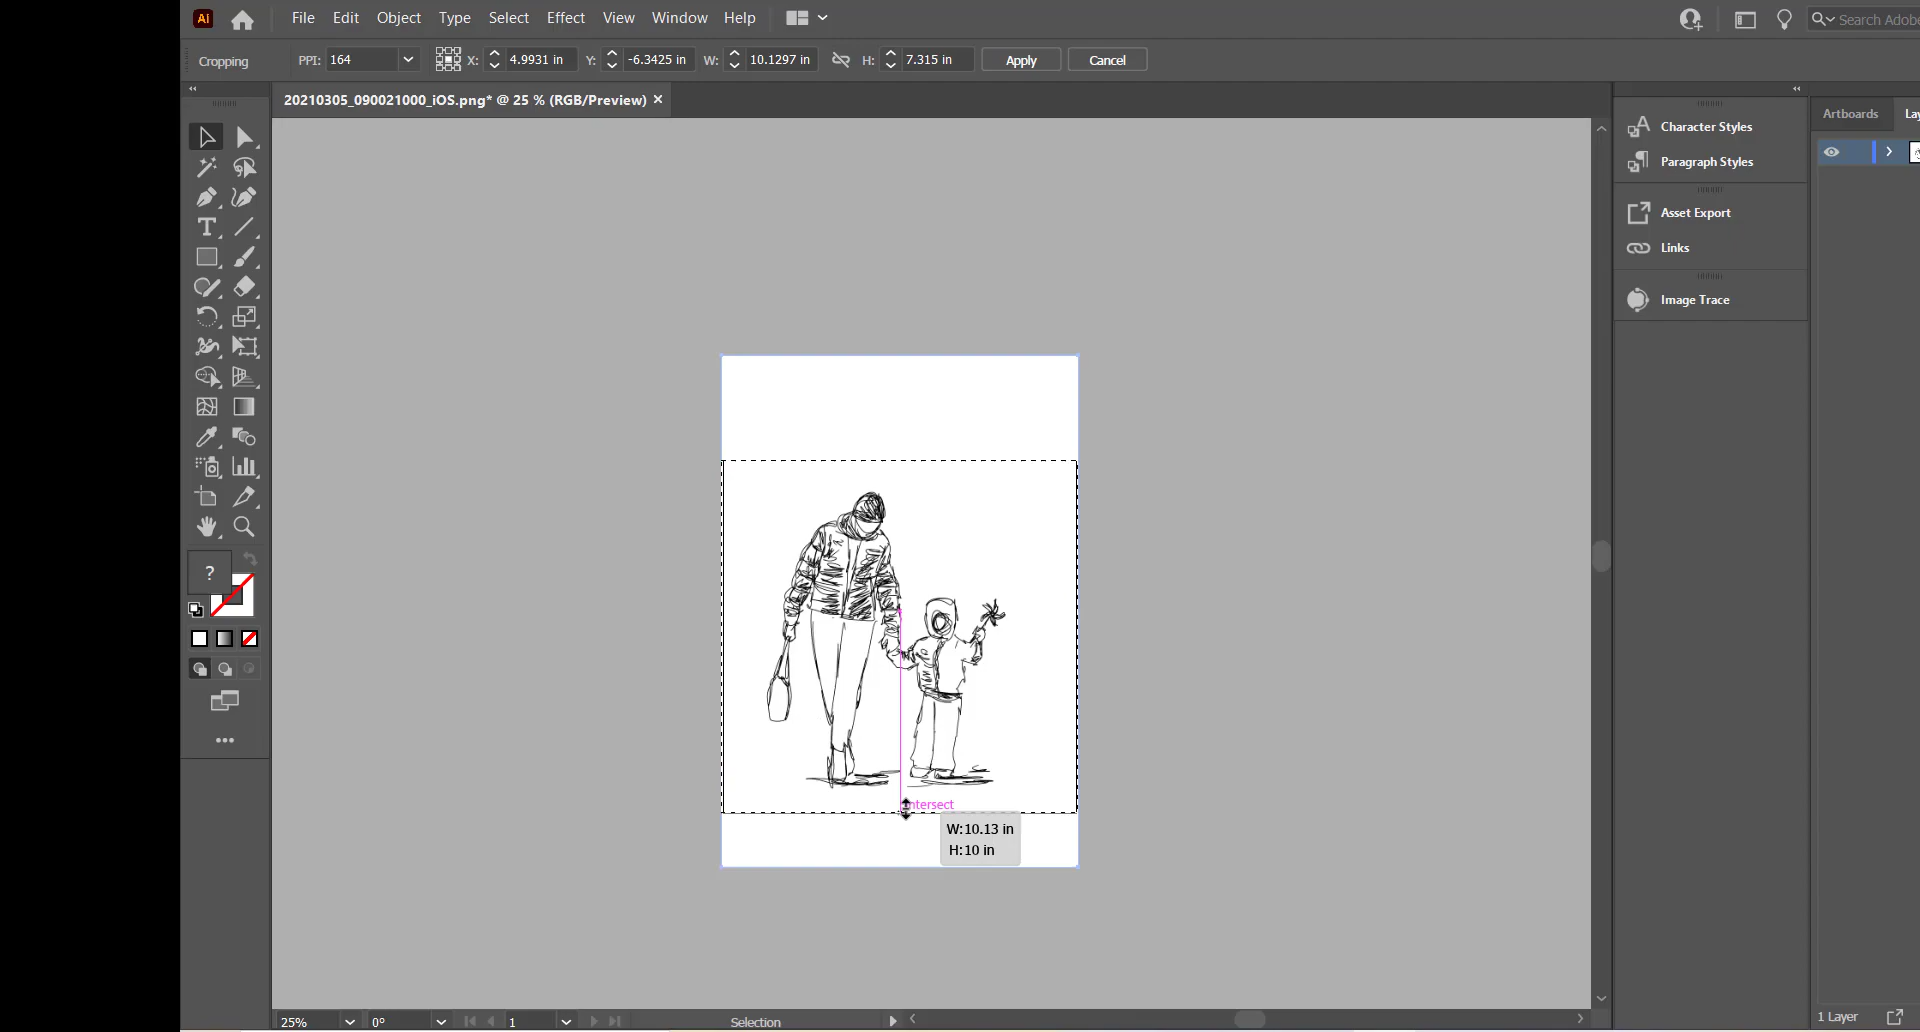 Ai File Edit Object Type Select Effect View Window Help Search Adobe
Cropping PPI: 164 X: 4.9931 in Y: -6.3425 in W: 10.1297 in H: 7.315 in Apply Cancel
20210305_090021000_iOS.png* @ 25 % (RGB/Preview) ×
Character Styles
Paragraph Styles
Asset Export
Links
Image Trace
Artboards
Lay
T
?
ntersect
W:10.13 in
H:10 in
25% 0° 1 Selection
1 Layer